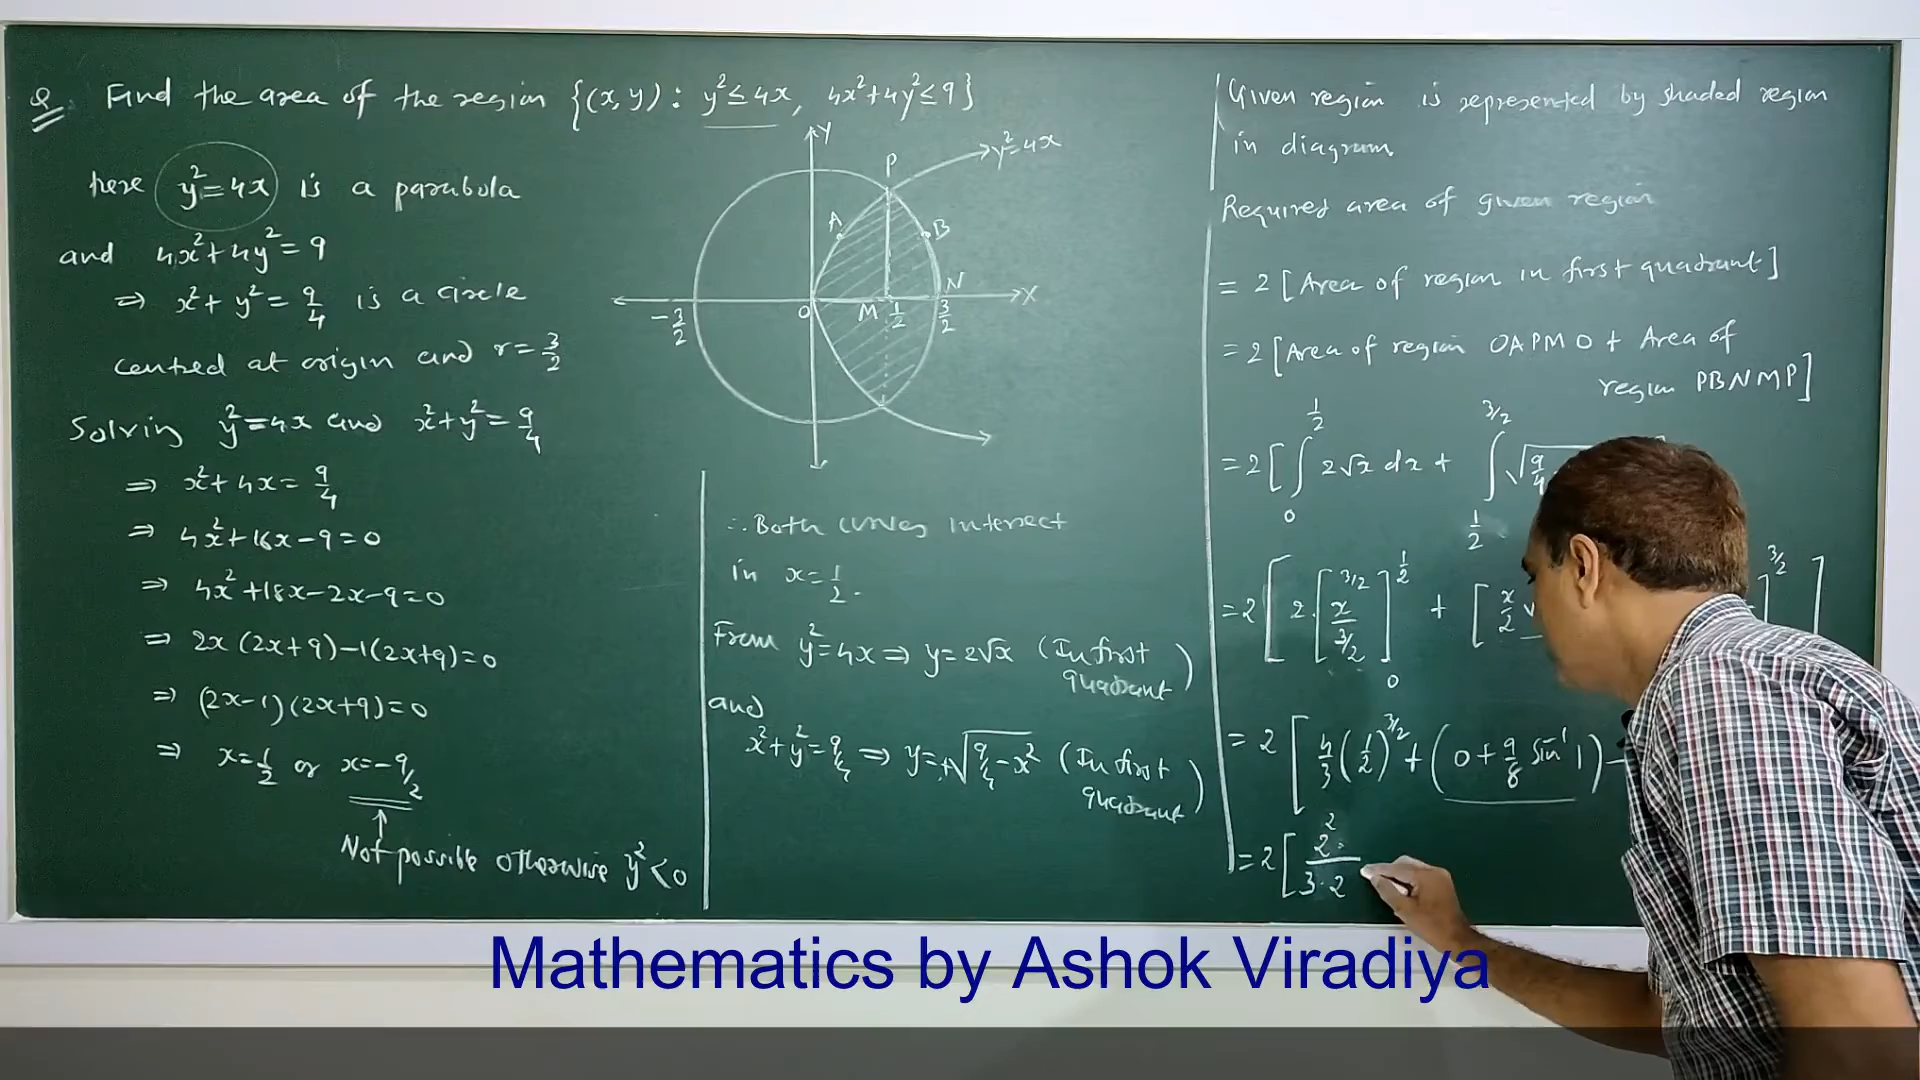 Q Find the area of the region {(x, y) : y² ≤ 4x, 4x²+4y² ≤ 9}
here y² = 4x is a parabola
and 4x²+4y² = 9
⇒ x²+y² = 9/4 is a circle
centred at origin and r = 3/2
Solving y² = 4x and x²+y² = 9/4
⇒ x²+4x = 9/4
⇒ 4x²+16x-9=0
⇒ 4x²+18x-2x-9=0
⇒ 2x(2x+9)-1(2x+9)=0
⇒ (2x-1)(2x+9)=0
⇒ x=1/2 or x=-9/2
Not possible otherwise y²<0
Y
P
y²=4x
A
B
N
X
-3/2
O
M
1/2
3/2
∴ Both curves intersect
in x=1/2.
From y²=4x ⇒ y=2√x (In first quadrant)
and
x²+y²=9/4 ⇒ y=+√(9/4-x²) (In first quadrant)
Given region is represented by shaded region
in diagram
Required area of given region
= 2[Area of region in first quadrant]
= 2[Area of region OAPMO + Area of
region PBNMP]
= 2[∫₀^(1/2) 2√x dx + ∫_(1/2)^(3/2) √(9/4
= 2[2·[x^(3/2)/(3/2)]₀^(1/2) + [x/2 √ ]^(3/2)]
= 2[4/3 (1/2)^(3/2) + (0 + 9/8 sin⁻¹ 1) -
= 2[2²·/3·2
Mathematics by Ashok Viradiya